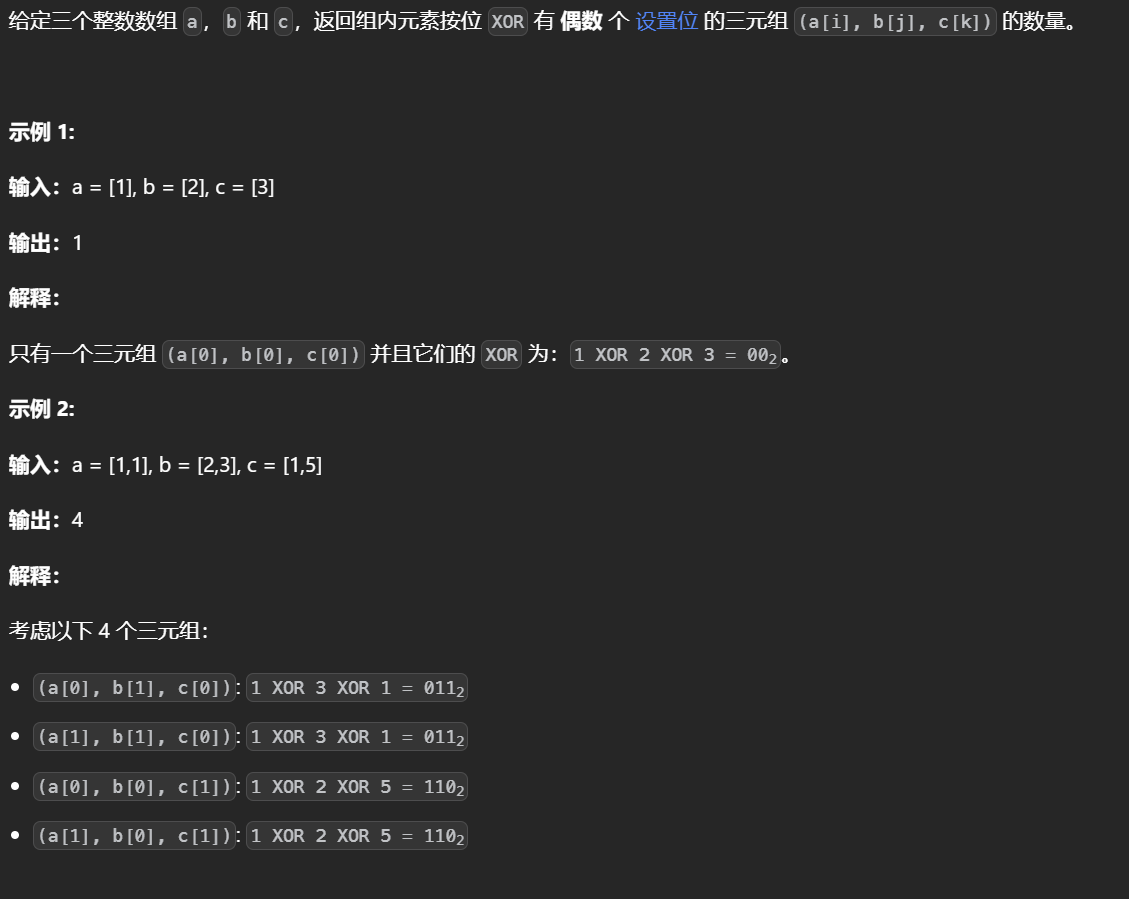 给定三个整数数组 a，b 和 c，返回组内元素按位 XOR 有 偶数 个 设置位 的三元组 (a[i], b[j], c[k]) 的数量。
示例 1:
输入：a = [1], b = [2], c = [3]
输出：1
解释：
只有一个三元组 (a[0], b[0], c[0]) 并且它们的 XOR 为：1 XOR 2 XOR 3 = 00₂。
示例 2:
输入：a = [1,1], b = [2,3], c = [1,5]
输出：4
解释：
考虑以下 4 个三元组：
• (a[0], b[1], c[0]): 1 XOR 3 XOR 1 = 011₂
• (a[1], b[1], c[0]): 1 XOR 3 XOR 1 = 011₂
• (a[0], b[0], c[1]): 1 XOR 2 XOR 5 = 110₂
• (a[1], b[0], c[1]): 1 XOR 2 XOR 5 = 110₂